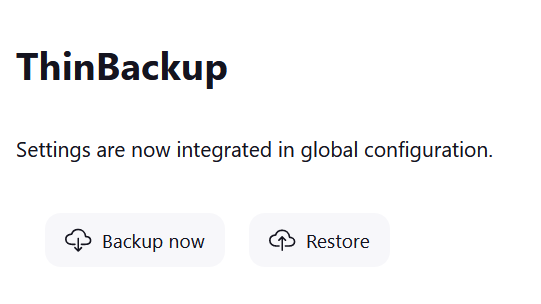 ThinBackup
Settings are now integrated in global configuration.
Backup now
Restore